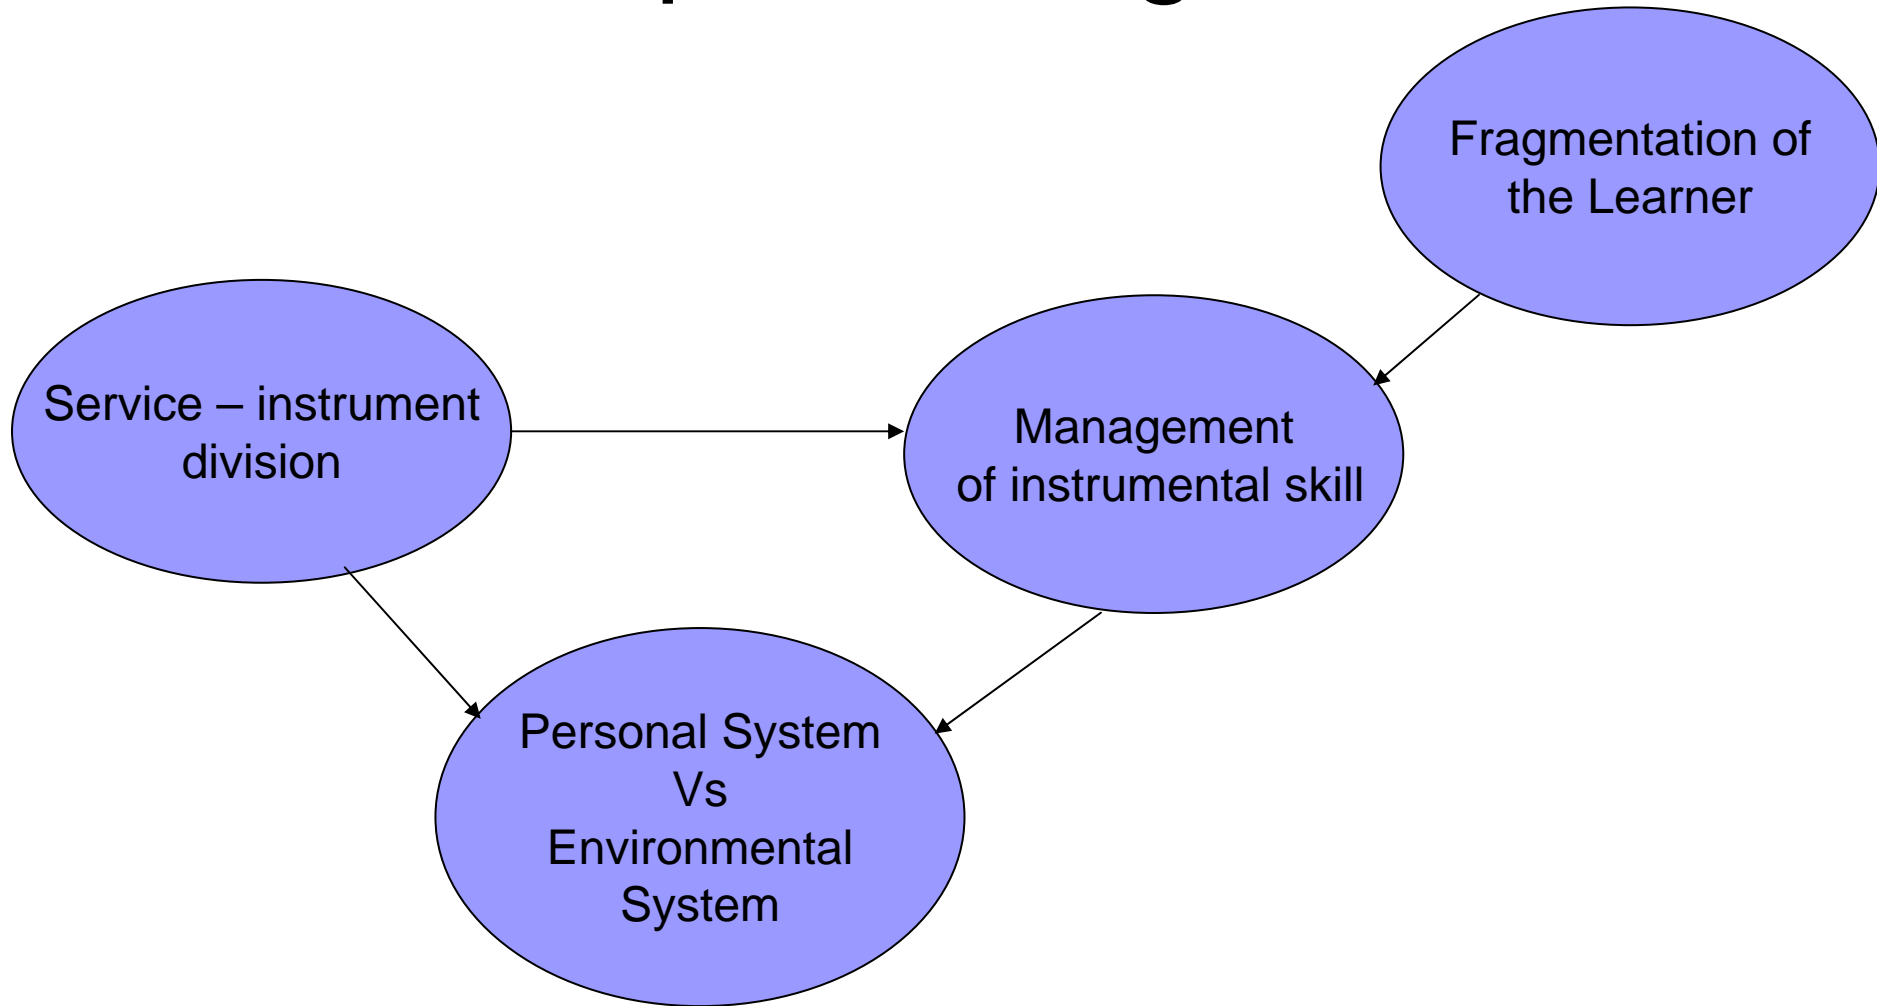 Fragmentation of
the Learner
Service – instrument
division
Management
of instrumental skill
Personal System
Vs
Environmental
System